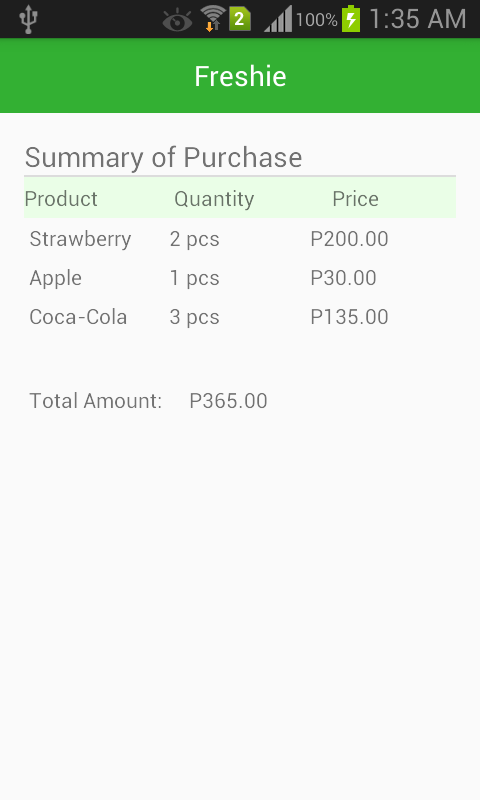 2 100% 1:35 AM
Freshie
Summary of Purchase
Product Quantity Price
Strawberry 2 pcs P200.00
Apple 1 pcs P30.00
Coca-Cola 3 pcs P135.00
Total Amount: P365.00